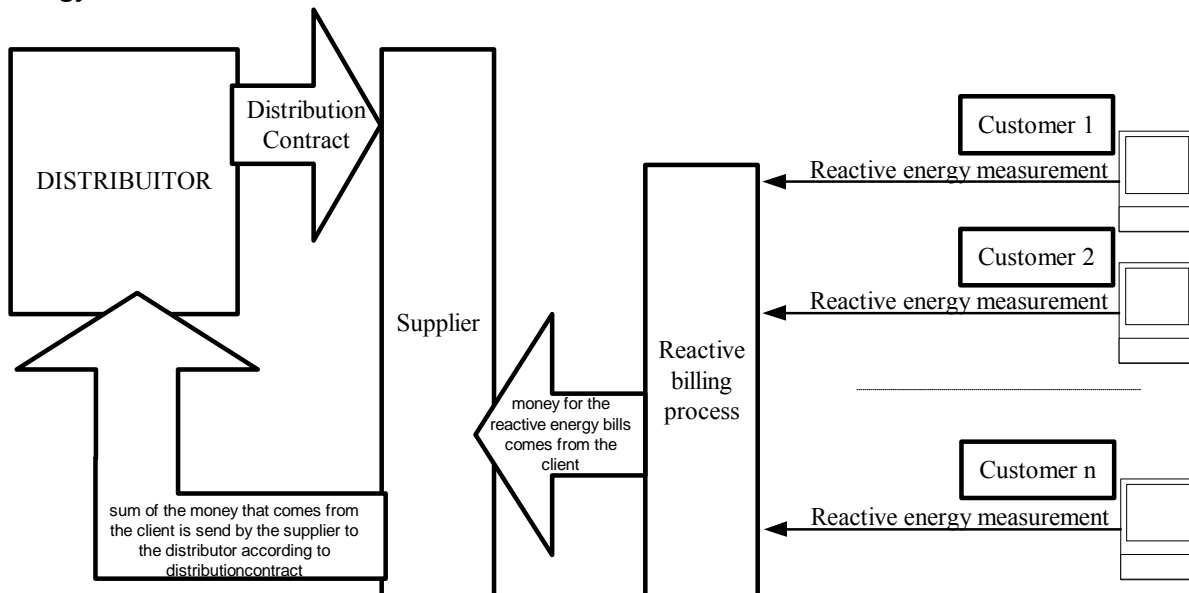 Distribution
Contract
DISTRIBUITOR
Supplier
sum of the money that comes from
the client is send by the supplier to
the distributor according to
distributioncontract
money for the
reactive energy bills
comes from the
client
Reactive
billing
process
Customer 1
Reactive energy measurement
Customer 2
Reactive energy measurement
Customer n
Reactive energy measurement